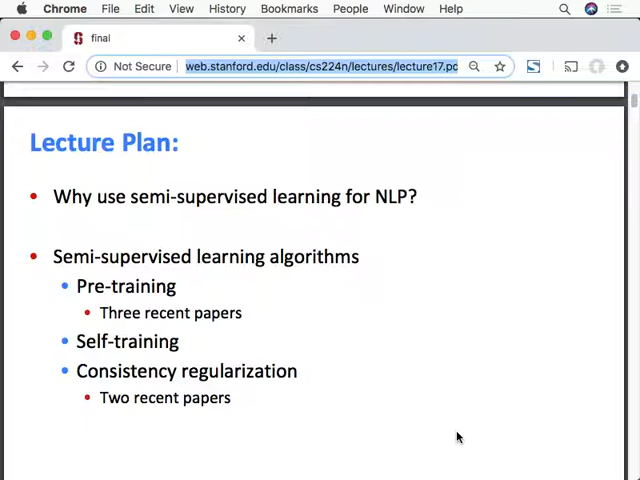 Chrome File Edit View History Bookmarks People Window Help
final
Not Secure web.stanford.edu/class/cs224n/lectures/lecture17.pd
Lecture Plan:
• Why use semi-supervised learning for NLP?
• Semi-supervised learning algorithms
• Pre-training
• Three recent papers
• Self-training
• Consistency regularization
• Two recent papers